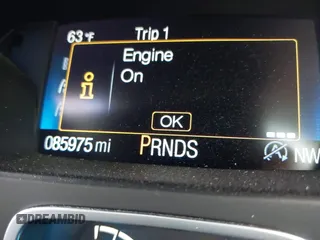 63°F Trip 1
Engine
On
i
OK
085975 mi PRNDS NW
DREAMBID